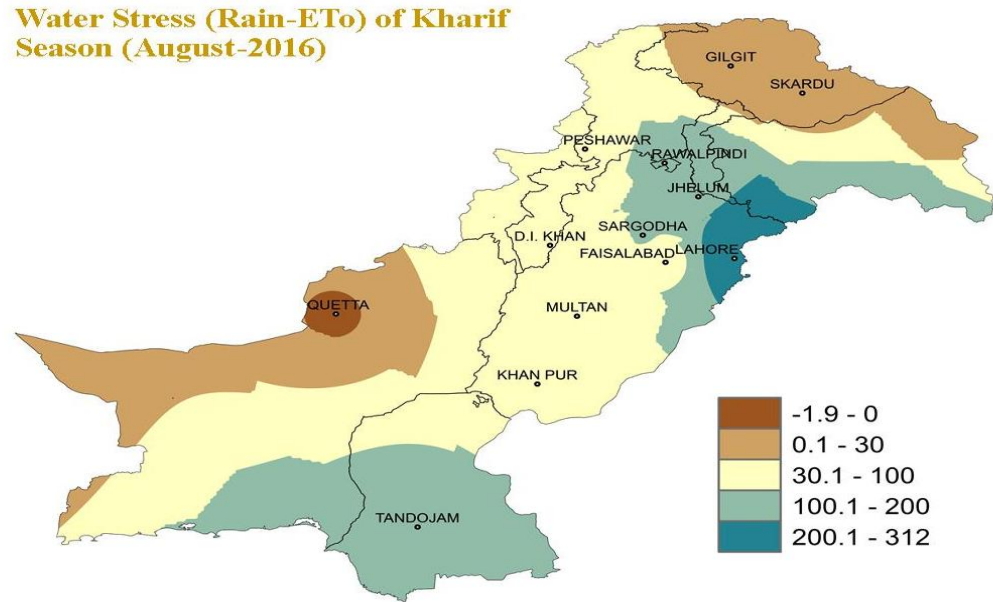 Water Stress (Rain-ETo) of Kharif
Season (August-2016)
GILGIT
SKARDU
PESHAWAR
RAWALPINDI
JHELUM
SARGODHA
D.I. KHAN
FAISALABAD
LAHORE
QUETTA
MULTAN
KHAN PUR
TANDOJAM
-1.9 - 0
0.1 - 30
30.1 - 100
100.1 - 200
200.1 - 312